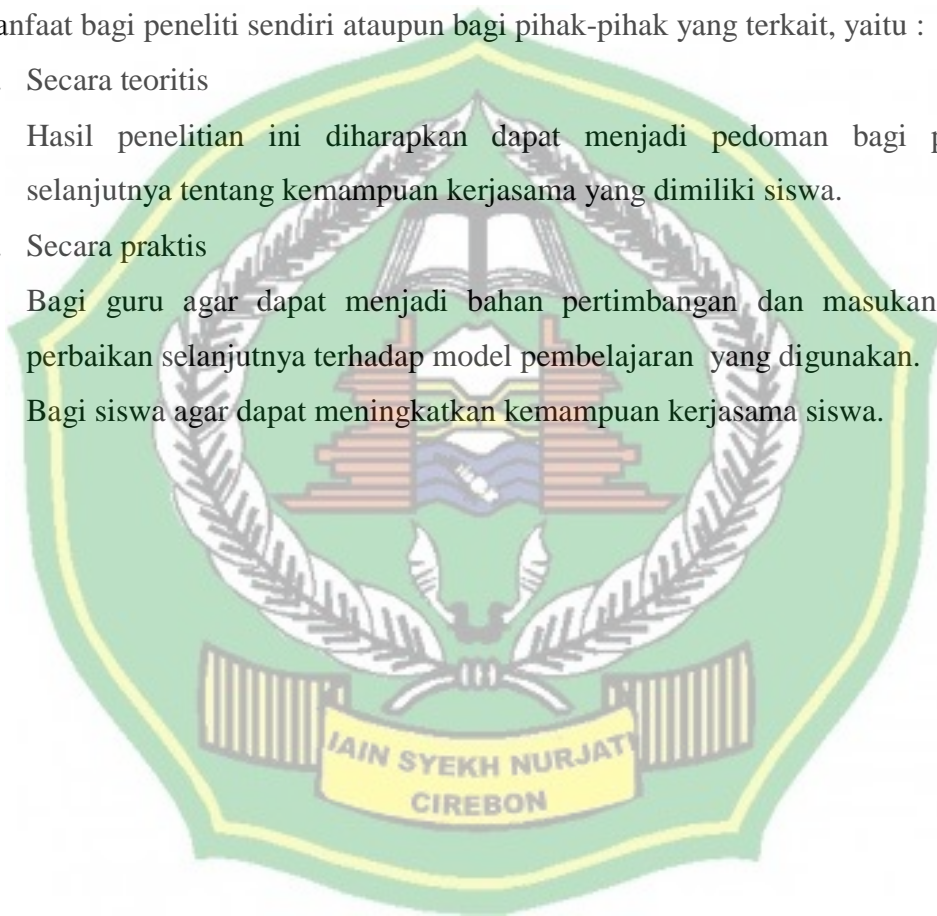 anfaat bagi peneliti sendiri ataupun bagi pihak-pihak yang terkait, yaitu :
Secara teoritis
Hasil penelitian ini diharapkan dapat menjadi pedoman bagi p
selanjutnya tentang kemampuan kerjasama yang dimiliki siswa.
Secara praktis
Bagi guru agar dapat menjadi bahan pertimbangan dan masukan
perbaikan selanjutnya terhadap model pembelajaran yang digunakan.
Bagi siswa agar dapat meningkatkan kemampuan kerjasama siswa.
IAIN SYEKH NURJATI
CIREBON